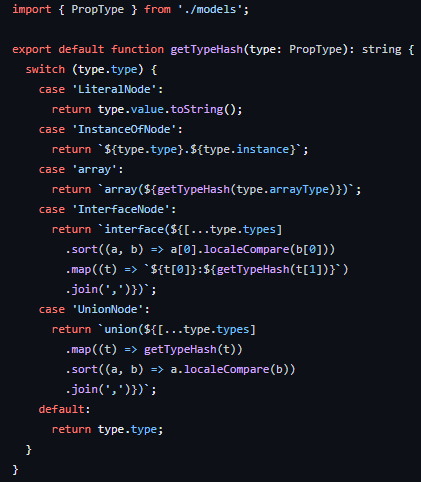 import { PropType } from './models';
export default function getTypeHash(type: PropType): string {
  switch (type.type) {
    case 'LiteralNode':
      return type.value.toString();
    case 'InstanceOfNode':
      return `${type.type}.${type.instance}`;
    case 'array':
      return `array(${getTypeHash(type.arrayType)})`;
    case 'InterfaceNode':
      return `interface(${[...type.types]
        .sort((a, b) => a[0].localeCompare(b[0]))
        .map((t) => `${t[0]}:${getTypeHash(t[1])}`)
        .join(',')})`;
    case 'UnionNode':
      return `union(${[...type.types]
        .map((t) => getTypeHash(t))
        .sort((a, b) => a.localeCompare(b))
        .join(',')})`;
    default:
      return type.type;
  }
}